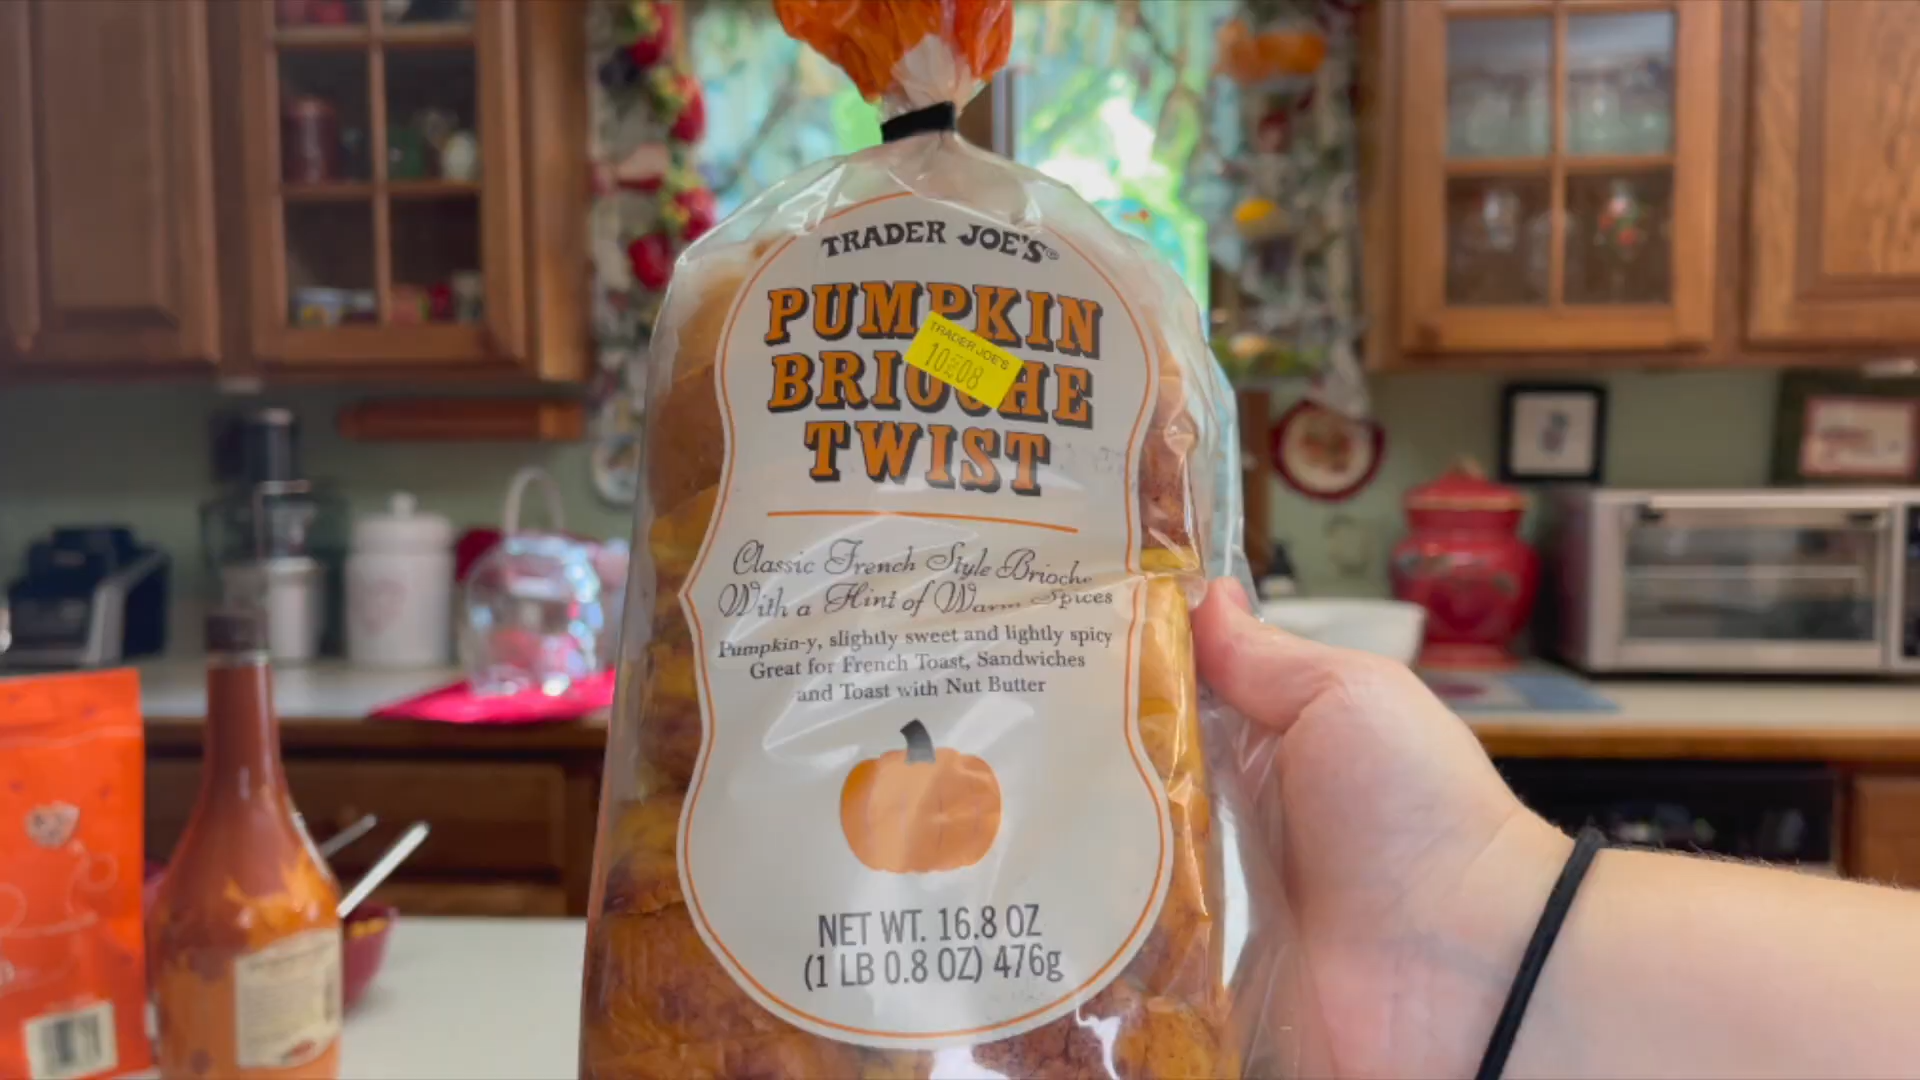 TRADER JOE'S®
PUMPKIN
TRADER JOE'S
10 08
BRIOCHE
TWIST
Classic French Style Brioche
With a Hint of Warm Spices
Pumpkin-y, slightly sweet and lightly spicy
Great for French Toast, Sandwiches
and Toast with Nut Butter
NET WT. 16.8 OZ
(1 LB 0.8 OZ) 476g